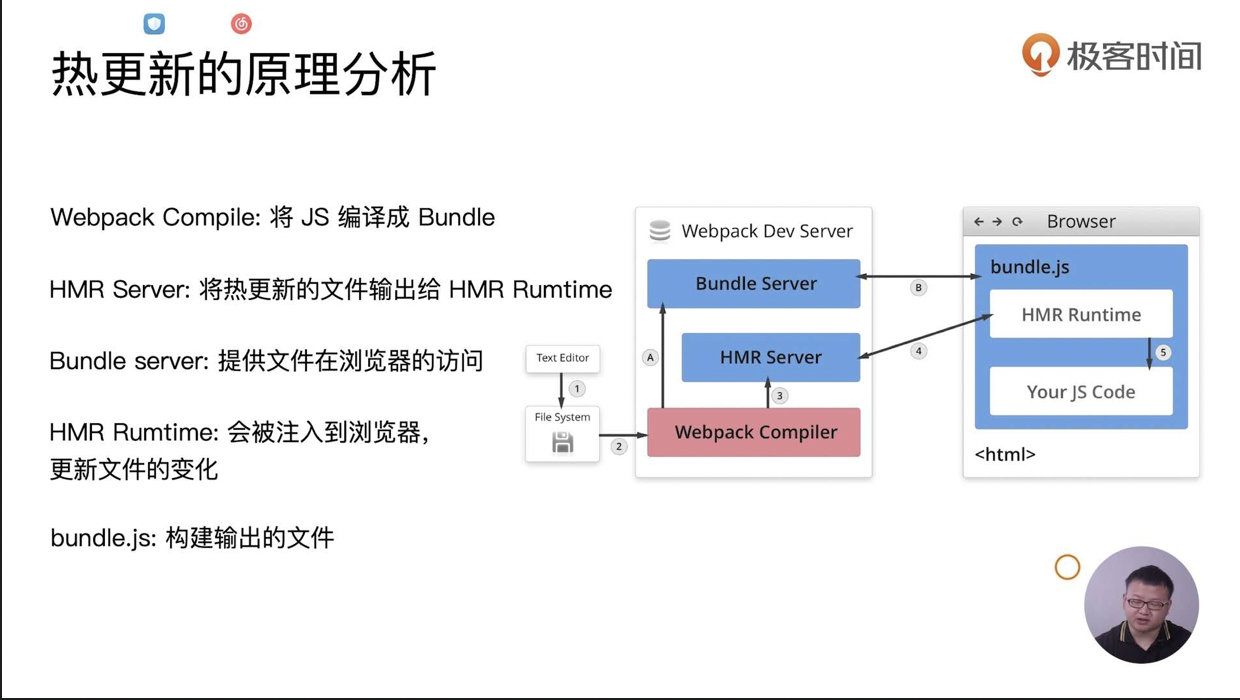 热更新的原理分析
极客时间
Webpack Compile: 将 JS 编译成 Bundle
HMR Server: 将热更新的文件输出给 HMR Rumtime
Bundle server: 提供文件在浏览器的访问
HMR Rumtime: 会被注入到浏览器,
更新文件的变化
bundle.js: 构建输出的文件
Text Editor
1
File System
2
Webpack Dev Server
Bundle Server
A
HMR Server
3
Webpack Compiler
B
4
Browser
bundle.js
HMR Runtime
5
Your JS Code
<html>